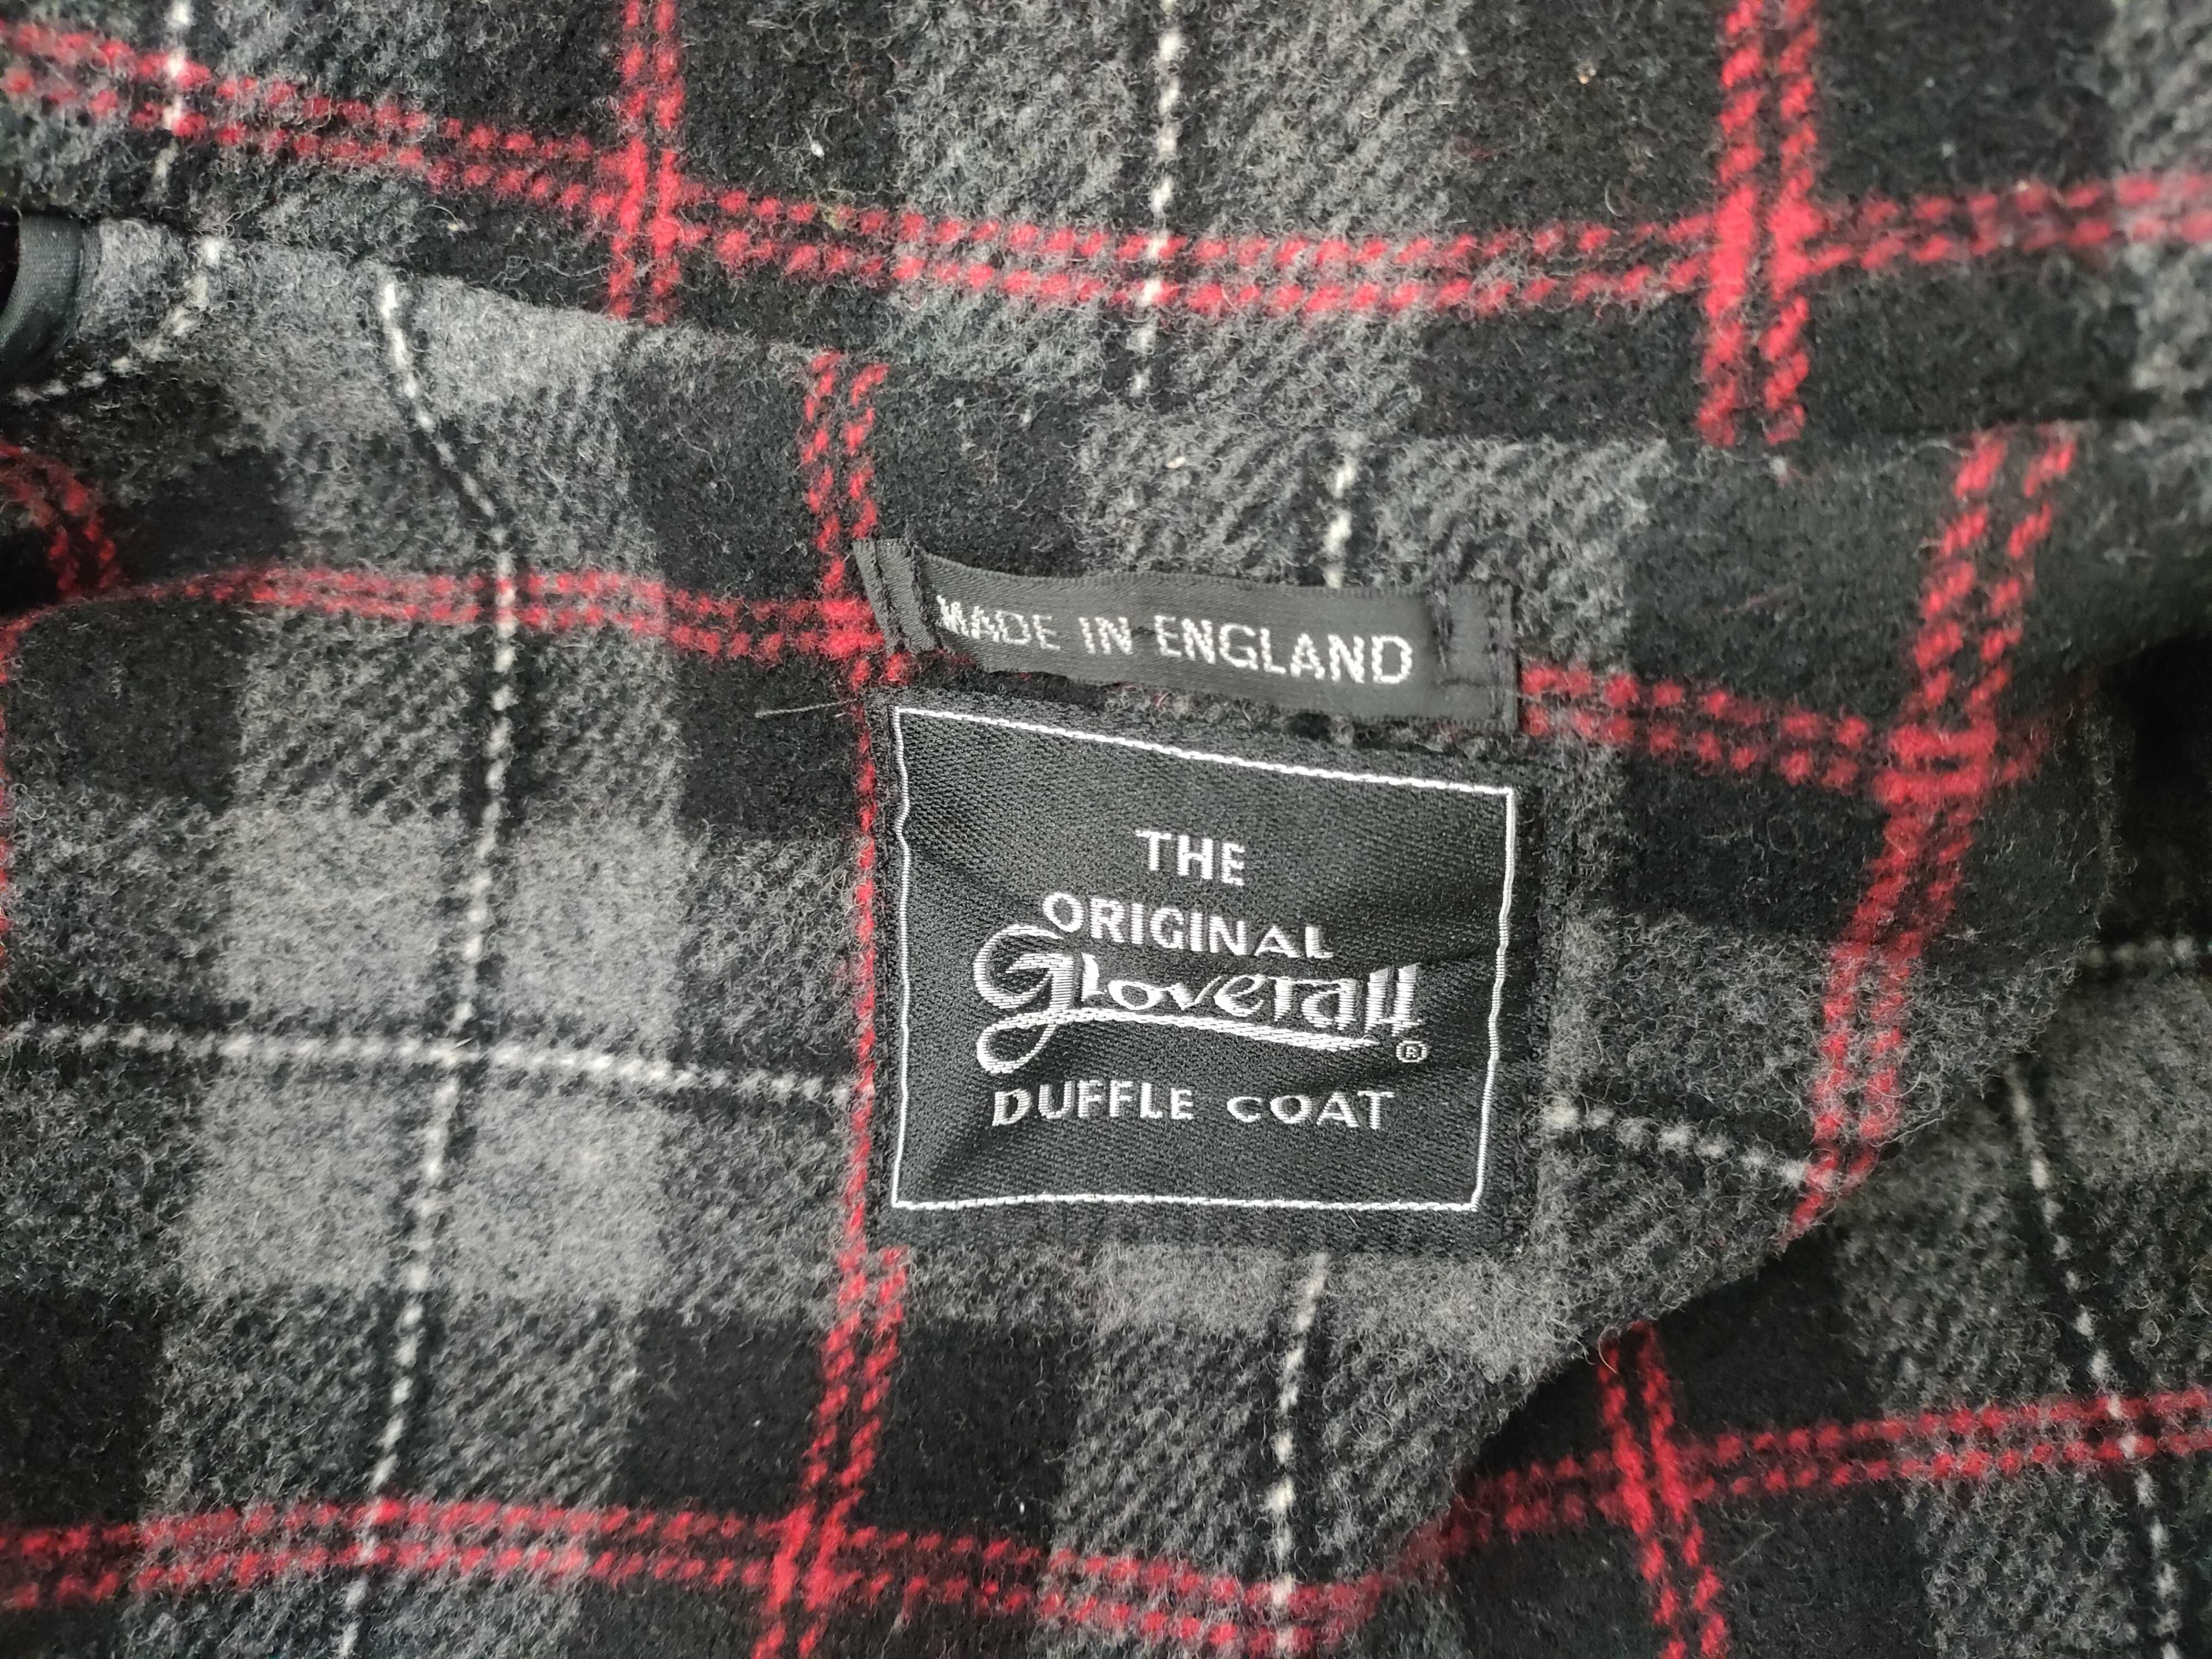 MADE IN ENGLAND
THE
ORIGINAL
Gloverall
®
DUFFLE COAT